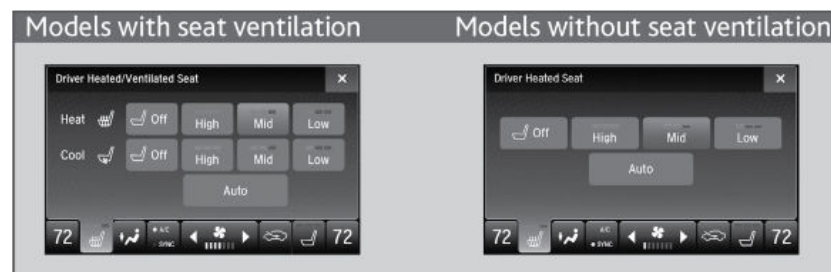 Models with seat ventilation
Models without seat ventilation
Driver Heated/Ventilated Seat ×
Heat Off High Mid Low
Cool Off High Mid Low
Auto
72 A/C SYNC 72
Driver Heated Seat ×
Off High Mid Low
Auto
72 A/C SYNC 72